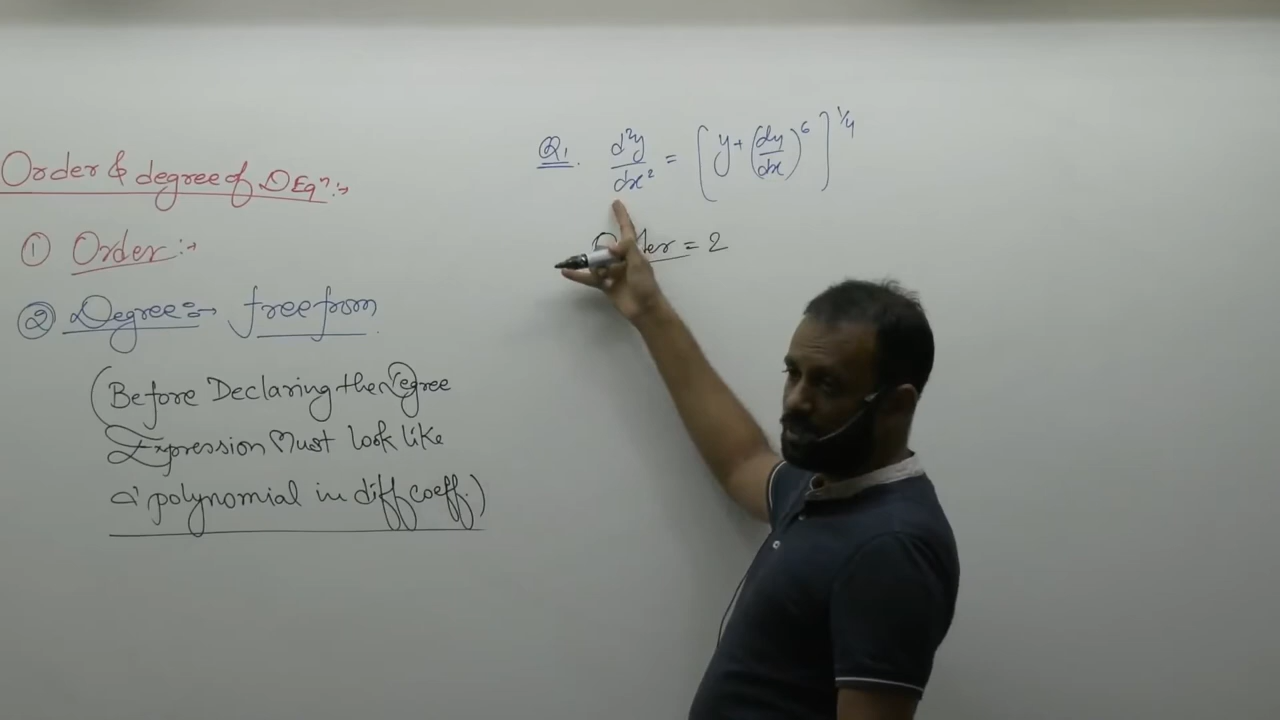 Order & degree of DEqn:-
① Order:-
② Degree:- free from
(Before Declaring the Degree
Expression Must look like
a polynomial in diff coeff.)
Q1. d²y/dx² = [y+(dy/dx)⁶]^1/4
= 2